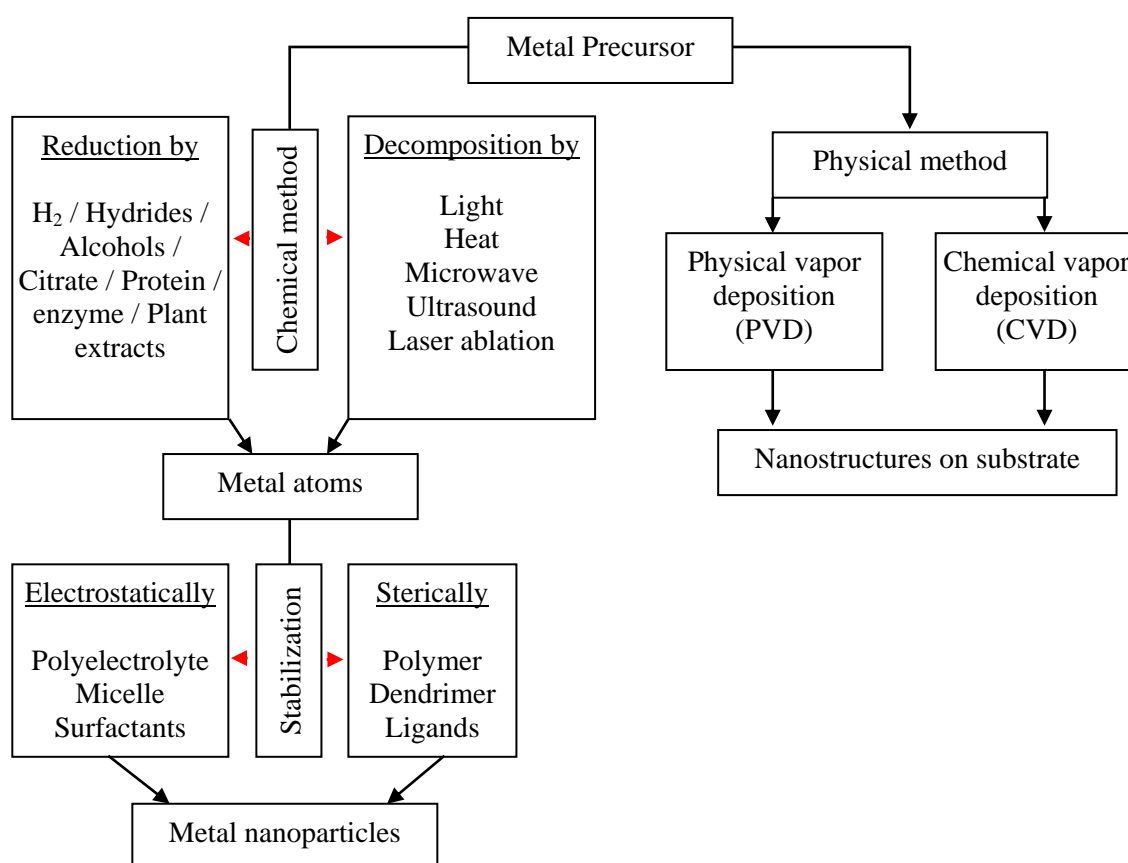 Metal Precursor
Reduction by
H₂ / Hydrides /
Alcohols /
Citrate / Protein /
enzyme / Plant
extracts
Chemical method
Decomposition by
Light
Heat
Microwave
Ultrasound
Laser ablation
Physical method
Physical vapor
deposition
(PVD)
Chemical vapor
deposition
(CVD)
Nanostructures on substrate
Metal atoms
Electrostatically
Polyelectrolyte
Micelle
Surfactants
Stabilization
Sterically
Polymer
Dendrimer
Ligands
Metal nanoparticles